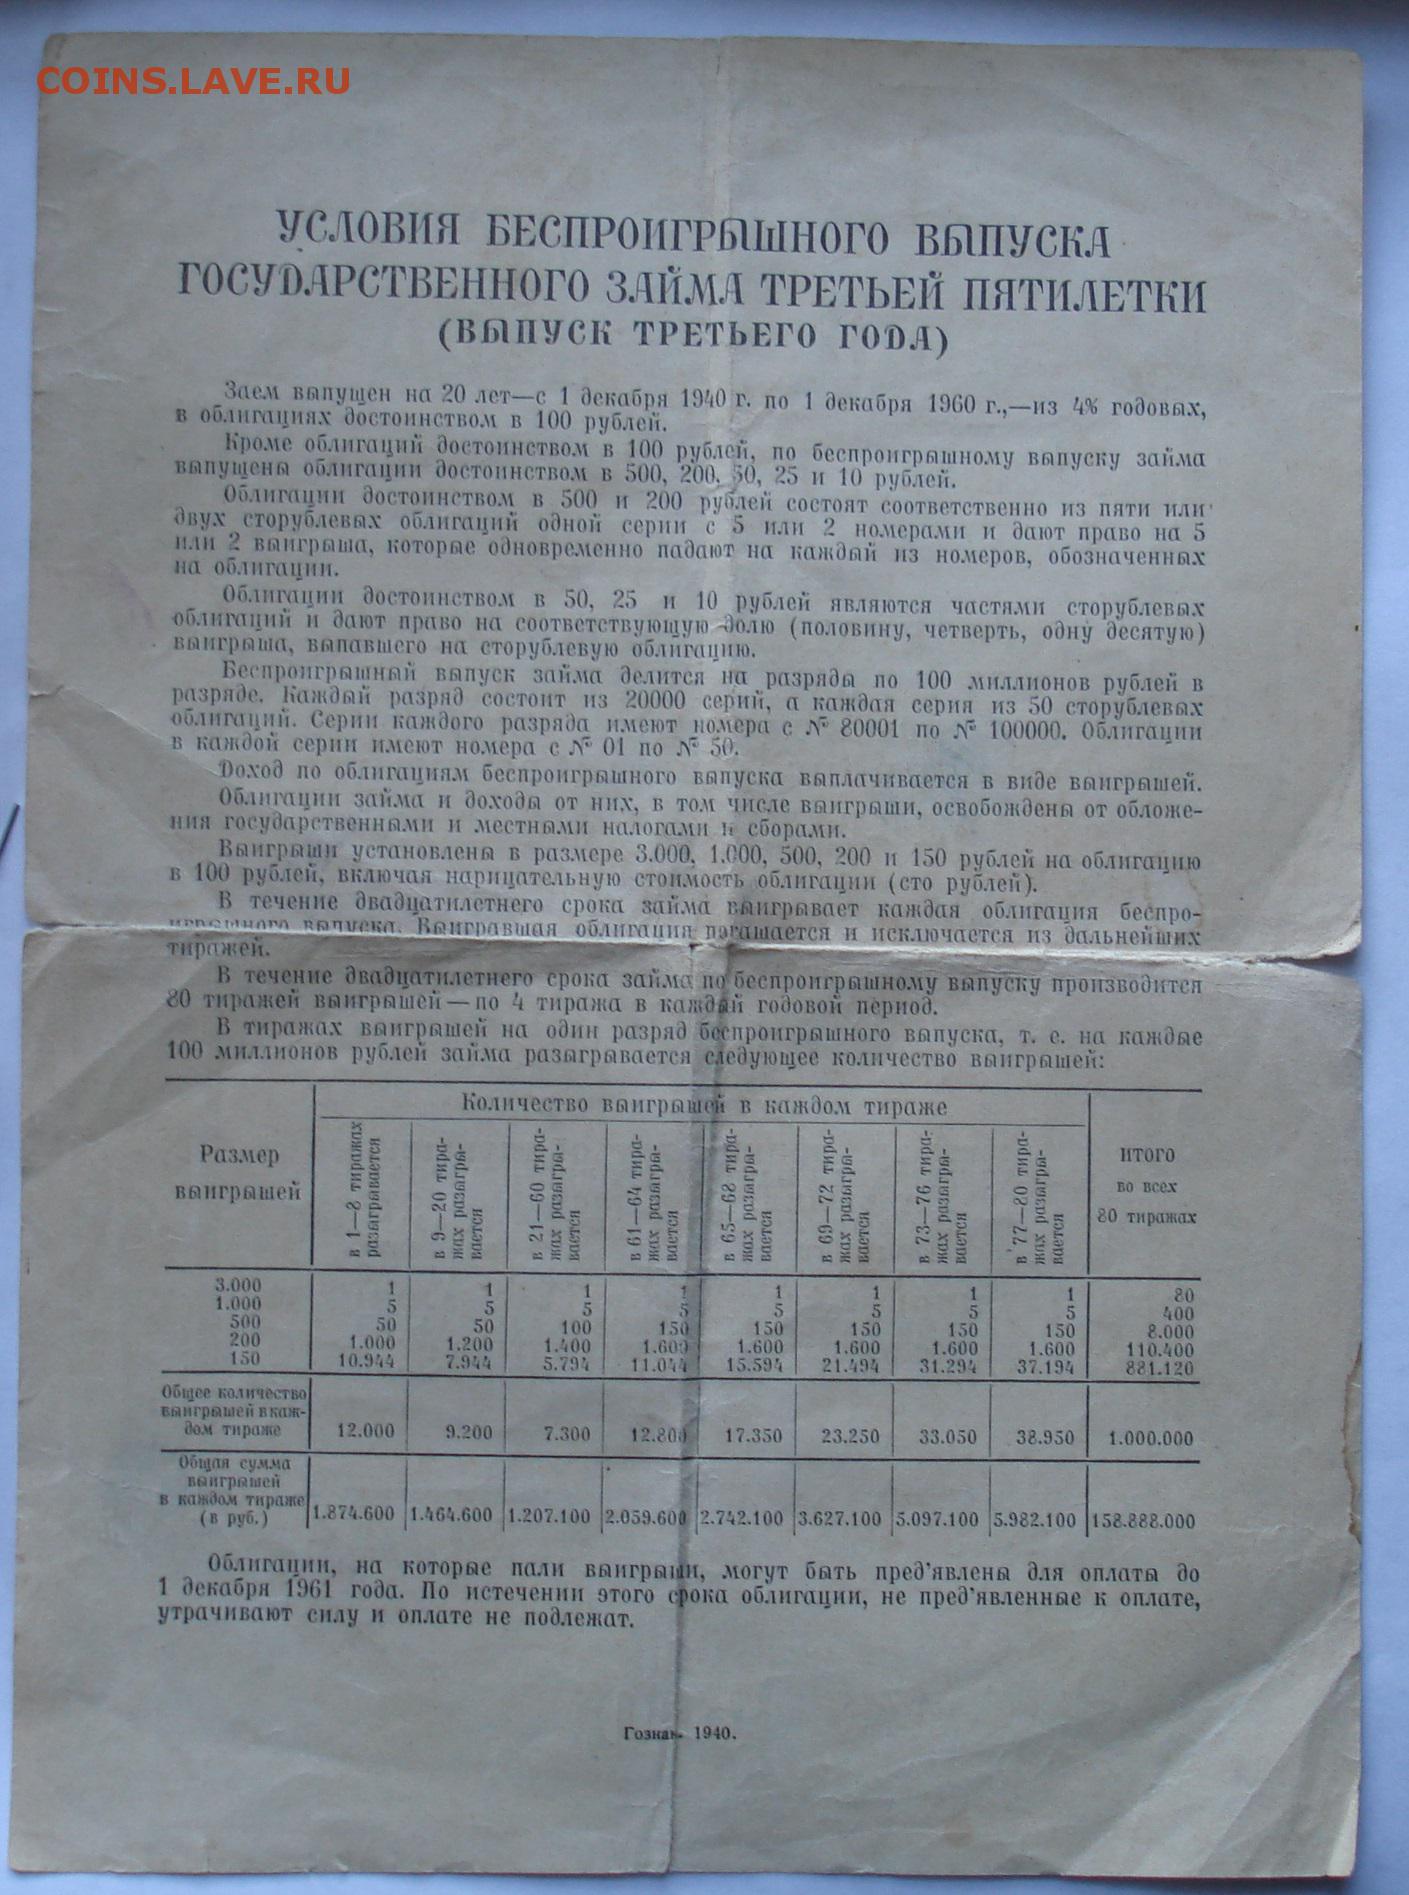 COINS.LAVE.RU
УСЛОВИЯ БЕСПРОИГРЫШНОГО ВЫПУСКА
ГОСУДАРСТВЕННОГО ЗАЙМА ТРЕТЬЕЙ ПЯТИЛЕТКИ
(ВЫПУСК ТРЕТЬЕГО ГОДА)
Заем выпущен на 20 лет—с 1 декабря 1940 г. по 1 декабря 1960 г.,—из 4% годовых,
в облигациях достоинством в 100 рублей.
Кроме облигаций достоинством в 100 рублей, по беспроигрышному выпуску займа
выпущены облигации достоинством в 500, 200, 50, 25 и 10 рублей.
Облигации достоинством в 500 и 200 рублей состоят соответственно из пяти или
двух сторублевых облигаций одной серии с 5 или 2 номерами и дают право на 5
или 2 выигрыша, которые одновременно падают на каждый из номеров, обозначенных
на облигации.
Облигации достоинством в 50, 25 и 10 рублей являются частями сторублевых
облигаций и дают право на соответствующую долю (половину, четверть, одну десятую)
выигрыша, выпавшего на сторублевую облигацию.
Беспроигрышный выпуск займа делится на разряды по 100 миллионов рублей в
разряде. Каждый разряд состоит из 20000 серий, а каждая серия из 50 сторублевых
облигаций. Серии каждого разряда имеют номера с № 80001 по № 100000. Облигации
в каждой серии имеют номера с № 01 по № 50.
Доход по облигациям беспроигрышного выпуска выплачивается в виде выигрышей.
Облигации займа и доходы от них, в том числе выигрыши, освобождены от обложе-
ния государственными и местными налогами и сборами.
Выигрыши установлены в размере 3.000, 1.000, 500, 200 и 150 рублей на облигацию
в 100 рублей, включая нарицательную стоимость облигации (сто рублей).
В течение двадцатилетнего срока займа выигрывает каждая облигация беспро-
игрышного выпуска. Выигравшая облигация погашается и исключается из дальнейших
тиражей.
В течение двадцатилетнего срока займа по беспроигрышному выпуску производится
80 тиражей выигрышей — по 4 тиража в каждый годовой период.
В тиражах выигрышей на один разряд беспроигрышного выпуска, т. е. на каждые
100 миллионов рублей займа разыгрывается следующее количество выигрышей:
Размер выигрышей
Количество выигрышей в каждом тираже
в 1—8 тиражах разыгрывается
в 9—20 тира- жах разыгры- вается
в 21—60 тира- жах разыгры- вается
в 61—64 тира- жах разыгры- вается
в 65—68 тира- жах разыгры- вается
в 69—72 тира- жах разыгры- вается
в 73—76 тира- жах разыгры- вается
в 77—80 тира- жах разыгры- вается
ИТОГО во всех 80 тиражах
3.000 1 1 1 1 1 1 1 1 80
1.000 5 5 5 5 5 5 5 5 400
500 50 50 100 150 150 150 150 150 8.000
200 1.000 1.200 1.400 1.600 1.600 1.600 1.600 1.600 110.400
150 10.944 7.944 5.794 11.044 15.594 21.494 31.294 37.194 881.120
Общее количество
выигрышей в каж-
дом тираже 12.000 9.200 7.300 12.800 17.350 23.250 33.050 38.950 1.000.000
Общая сумма
выигрышей
в каждом тираже
(в руб.) 1.874.600 1.464.600 1.207.100 2.059.600 2.742.100 3.627.100 5.097.100 5.982.100 158.888.000
Облигации, на которые пали выигрыши, могут быть пред'явлены для оплаты до
1 декабря 1961 года. По истечении этого срока облигации, не пред'явленные к оплате,
утрачивают силу и оплате не подлежат.
Гознак. 1940.